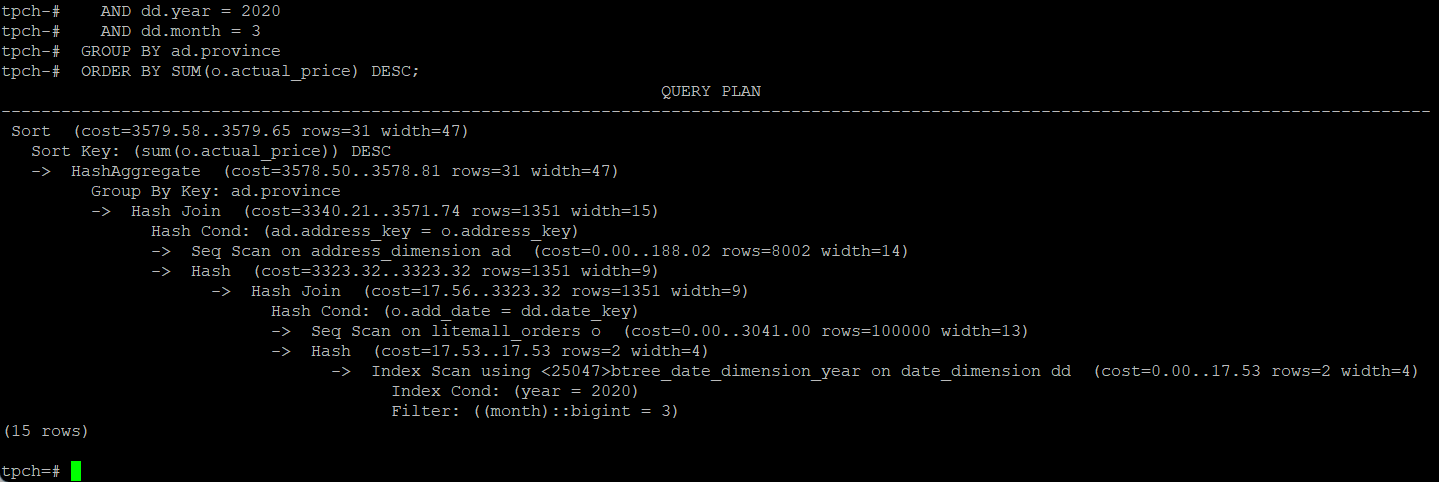 tpch-#    AND dd.year = 2020
tpch-#    AND dd.month = 3
tpch-#  GROUP BY ad.province
tpch-#  ORDER BY SUM(o.actual_price) DESC;
QUERY PLAN
-----------------------------------------------------------------------------------------------------------------------------------------------
Sort  (cost=3579.58..3579.65 rows=31 width=47)
Sort Key: (sum(o.actual_price)) DESC
->  HashAggregate  (cost=3578.50..3578.81 rows=31 width=47)
Group By Key: ad.province
->  Hash Join  (cost=3340.21..3571.74 rows=1351 width=15)
Hash Cond: (ad.address_key = o.address_key)
->  Seq Scan on address_dimension ad  (cost=0.00..188.02 rows=8002 width=14)
->  Hash  (cost=3323.32..3323.32 rows=1351 width=9)
->  Hash Join  (cost=17.56..3323.32 rows=1351 width=9)
Hash Cond: (o.add_date = dd.date_key)
->  Seq Scan on litemall_orders o  (cost=0.00..3041.00 rows=100000 width=13)
->  Hash  (cost=17.53..17.53 rows=2 width=4)
->  Index Scan using <25047>btree_date_dimension_year on date_dimension dd  (cost=0.00..17.53 rows=2 width=4)
Index Cond: (year = 2020)
Filter: ((month)::bigint = 3)
(15 rows)
tpch=#